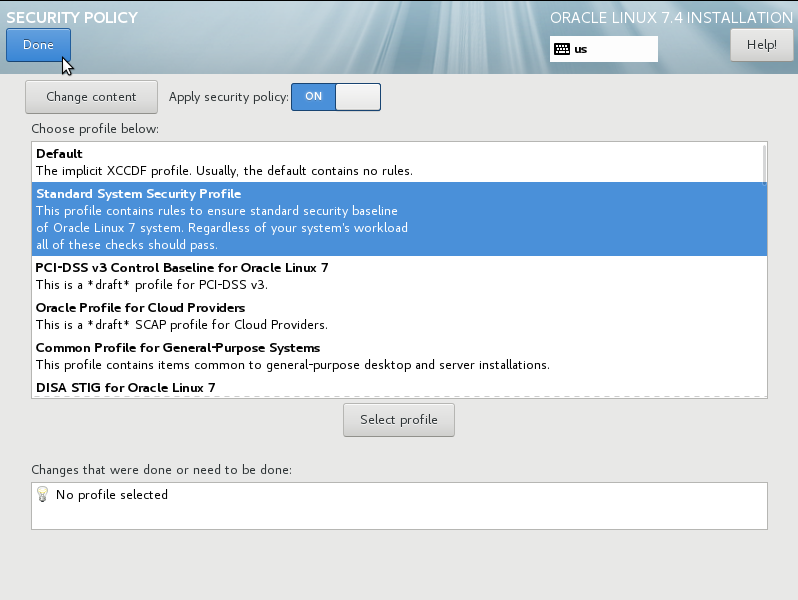 SECURITY POLICY
ORACLE LINUX 7.4 INSTALLATION
Done
us
Help!
Change content
Apply security policy:
ON
Choose profile below:
Default
The implicit XCCDF profile. Usually, the default contains no rules.
Standard System Security Profile
This profile contains rules to ensure standard security baseline
of Oracle Linux 7 system. Regardless of your system's workload
all of these checks should pass.
PCI-DSS v3 Control Baseline for Oracle Linux 7
This is a *draft* profile for PCI-DSS v3.
Oracle Profile for Cloud Providers
This is a *draft* SCAP profile for Cloud Providers.
Common Profile for General-Purpose Systems
This profile contains items common to general-purpose desktop and server installations.
DISA STIG for Oracle Linux 7
Select profile
Changes that were done or need to be done:
No profile selected